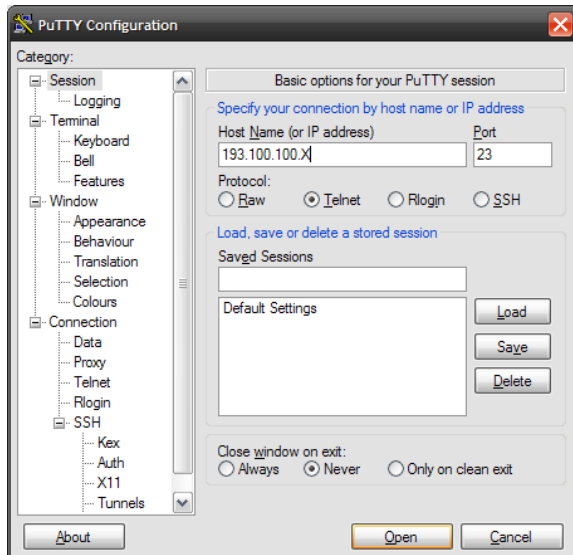 PuTTY Configuration
Category:
Session
Logging
Terminal
Keyboard
Bell
Features
Window
Appearance
Behaviour
Translation
Selection
Colours
Connection
Data
Proxy
Telnet
Rlogin
SSH
Kex
Auth
X11
Tunnels
Basic options for your PuTTY session
Specify your connection by host name or IP address
Host Name (or IP address) Port
193.100.100.X 23
Protocol:
Raw Telnet Rlogin SSH
Load, save or delete a stored session
Saved Sessions
Default Settings
Load
Save
Delete
Close window on exit:
Always Never Only on clean exit
About Open Cancel